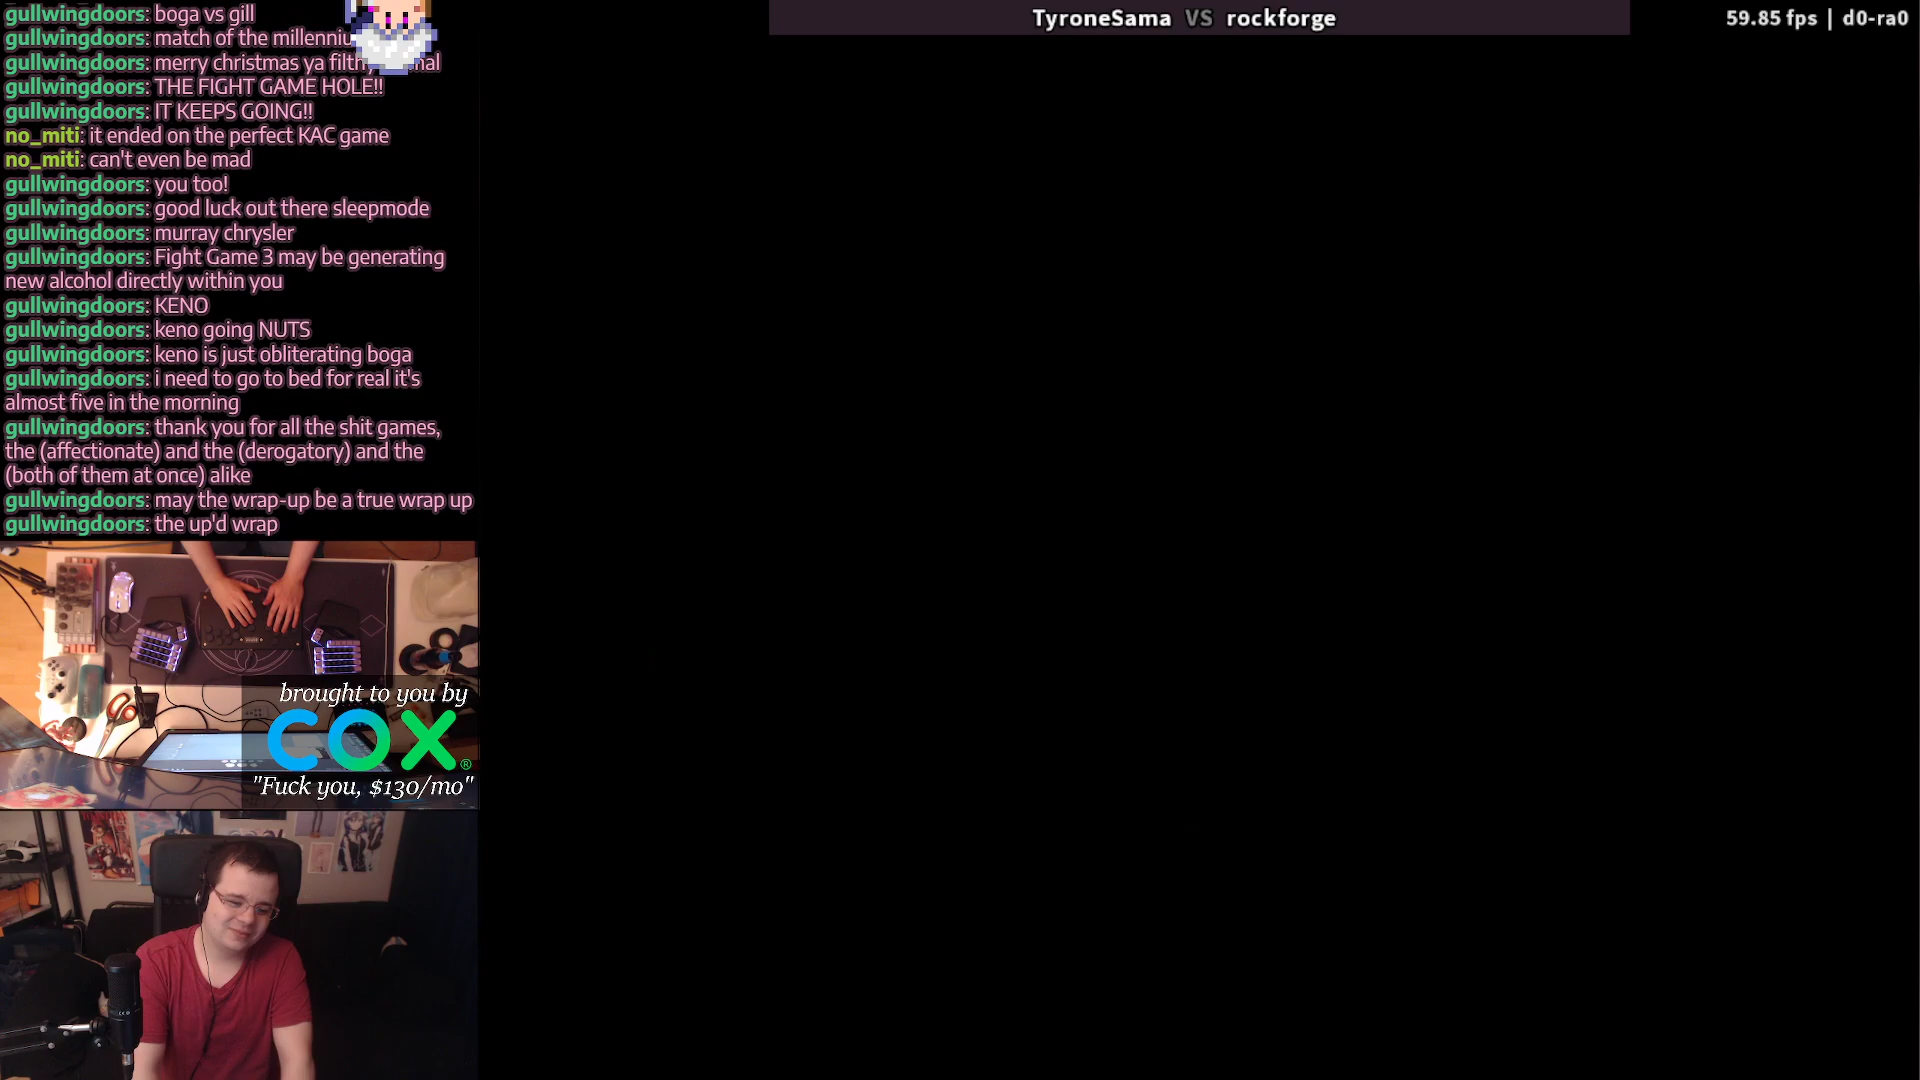 gullwingdoors: boga vs gill
gullwingdoors: match of the millenniu
gullwingdoors: merry christmas ya filthy
gullwingdoors: THE FIGHT GAME HOLE!!
gullwingdoors: IT KEEPS GOING!!
no_miti: it ended on the perfect KAC game
no_miti: can't even be mad
gullwingdoors: you too!
gullwingdoors: good luck out there sleepmode
gullwingdoors: murray chrysler
gullwingdoors: Fight Game 3 may be generating
new alcohol directly within you
gullwingdoors: KENO
gullwingdoors: keno going NUTS
gullwingdoors: keno is just obliterating boga
gullwingdoors: i need to go to bed for real it's
almost five in the morning
gullwingdoors: thank you for all the shit games,
the (affectionate) and the (derogatory) and the
(both of them at once) alike
gullwingdoors: may the wrap-up be a true wrap up
gullwingdoors: the up'd wrap
TyroneSama VS rockforge
59.85 fps | d0-ra0
brought to you by
COX®
"Fuck you, $130/mo"